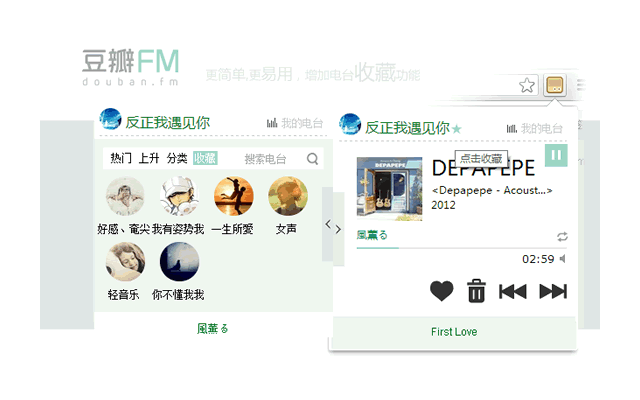 豆瓣FM
douban.fm
更简单,更易用，增加电台收藏功能
反正我遇见你
我的电台
热门 上升 分类 收藏
搜索电台
好感、奄尖 我有姿势我 一生所爱 女声
轻音乐 你不懂我我
風薫る
反正我遇见你★
我的电台
点击收藏
DEPAPEPE
<Depapepe - Acoust...>
2012
風薫る
02:59
First Love
DEPAPEPE